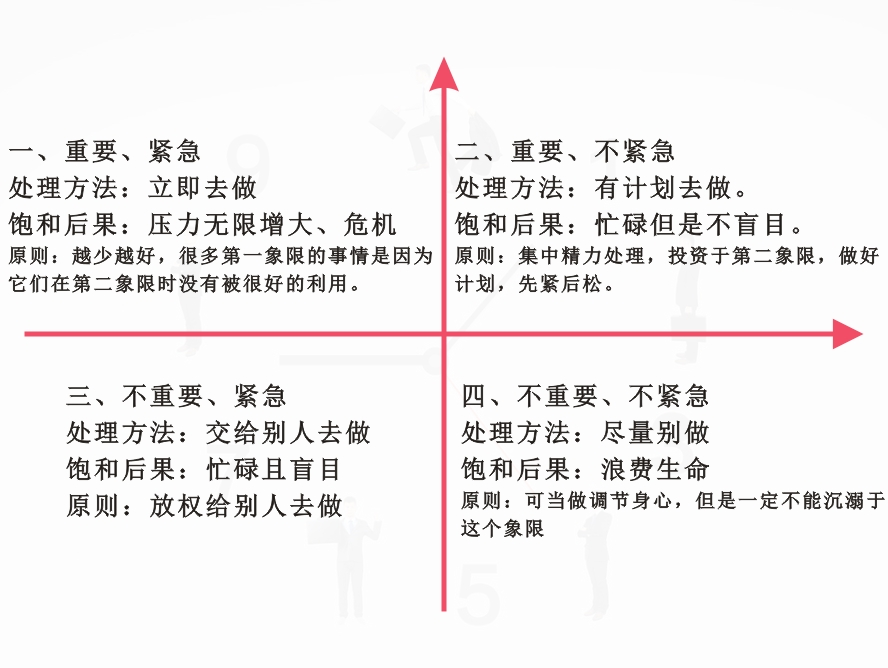 一、重要、紧急
处理方法：立即去做
饱和后果：压力无限增大、危机
原则：越少越好，很多第一象限的事情是因为
它们在第二象限时没有被很好的利用。
二、重要、不紧急
处理方法：有计划去做。
饱和后果：忙碌但是不盲目。
原则：集中精力处理，投资于第二象限，做好
计划，先紧后松。
三、不重要、紧急
处理方法：交给别人去做
饱和后果：忙碌且盲目
原则：放权给别人去做
四、不重要、不紧急
处理方法：尽量别做
饱和后果：浪费生命
原则：可当做调节身心，但是一定不能沉溺于
这个象限
9
5